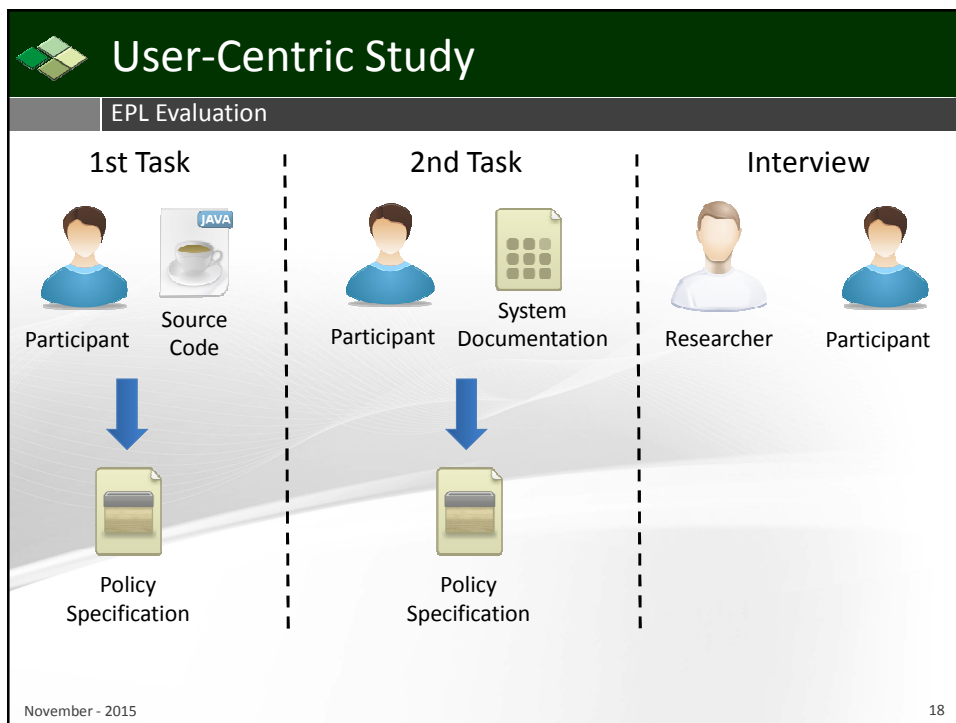 User-Centric Study
EPL Evaluation
1st Task
JAVA
Participant
Source
Code
Policy
Specification
2nd Task
Participant
System
Documentation
Policy
Specification
Interview
Researcher
Participant
November - 2015
18